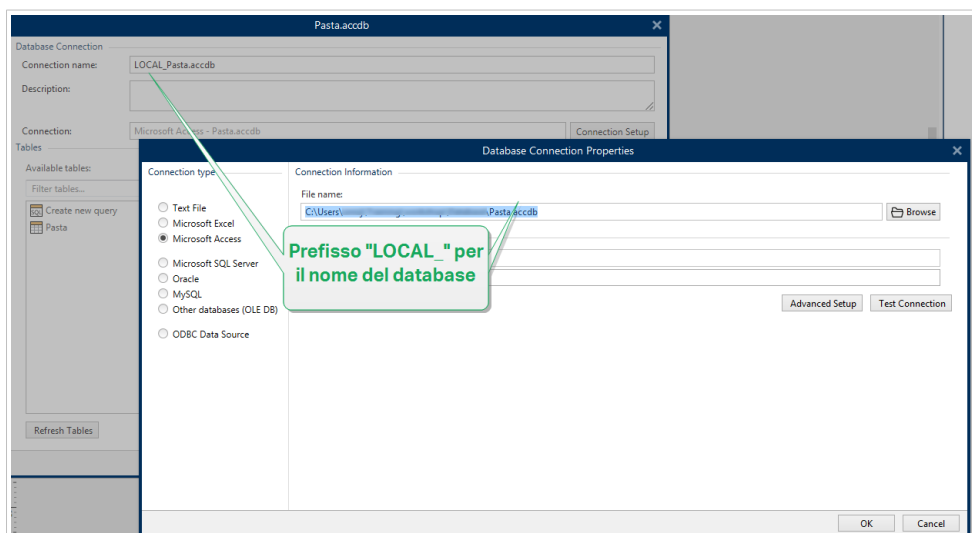 Pasta.accdb
Database Connection
Connection name: LOCAL_Pasta.accdb
Description:
Connection: Microsoft Access - Pasta.accdb Connection Setup
Tables
Available tables:
Filter tables...
SQL Create new query
Pasta
Refresh Tables
Database Connection Properties
Connection type
Text File
Microsoft Excel
Microsoft Access
Microsoft SQL Server
Oracle
MySQL
Other databases (OLE DB)
ODBC Data Source
Connection Information
File name:
C:\Users\ \Pasta.accdb Browse
Prefisso "LOCAL_" per
il nome del database
Advanced Setup Test Connection
OK Cancel